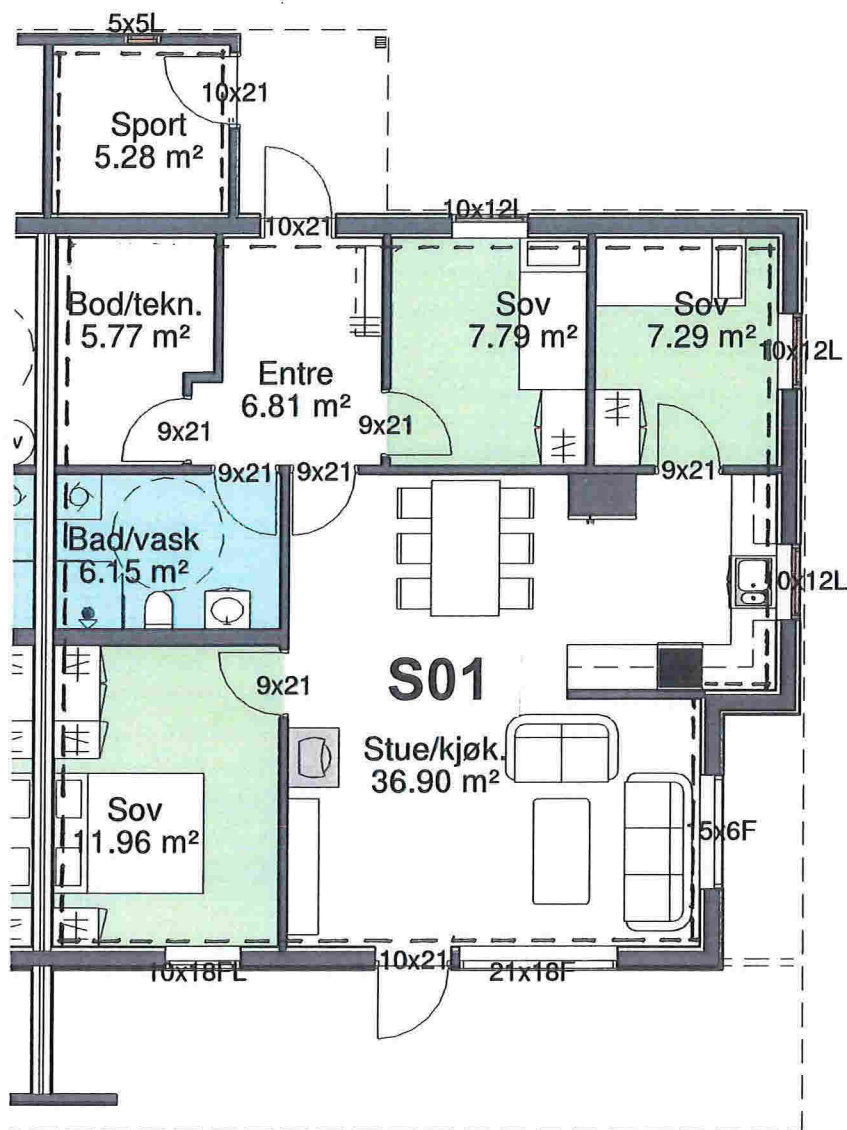 5x5L
10x21
Sport
5.28 m²
10x21
10x12L
Bod/tekn.
5.77 m²
Sov
7.79 m²
Sov
7.29 m²
10x12L
Entre
6.81 m²
9x21
9x21
9x21
9x21
9x21
Bad/vask
6.15 m²
10x12L
9x21
S01
Stue/kjøk.
36.90 m²
Sov
11.96 m²
15x6F
10x18FL
10x21
21x18F